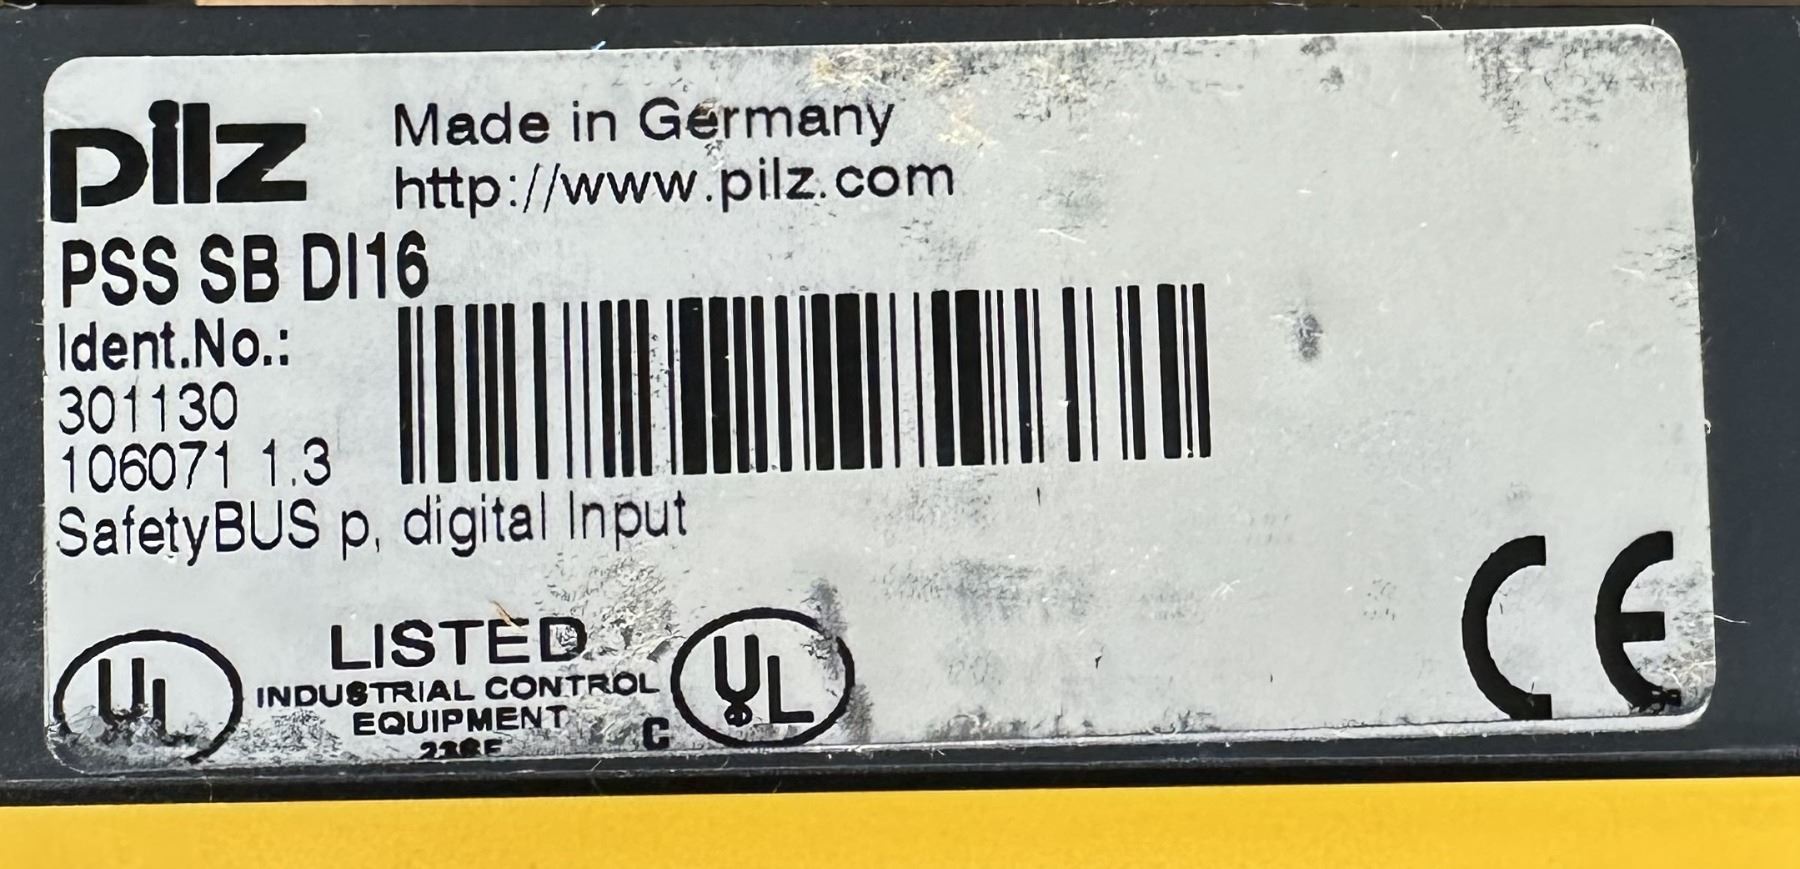 pilz
Made in Germany
http://www.pilz.com
PSS SB DI16
Ident.No.:
301130
106071 1.3
SafetyBUS p, digital Input
UL
LISTED
INDUSTRIAL CONTROL
EQUIPMENT
C
UL
CE